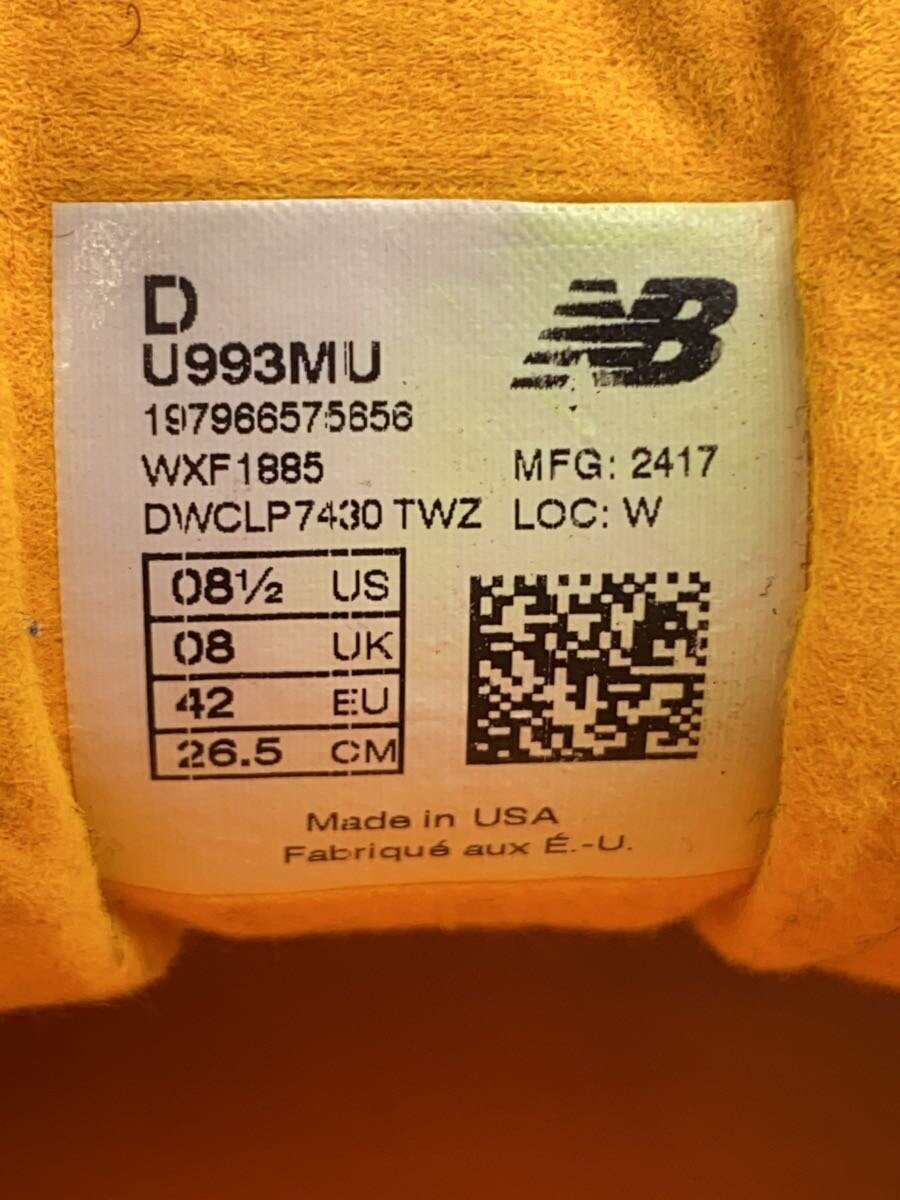 D
NB
U993MU
197966575656
WXF1885 MFG: 2417
DWCLP7430 TWZ LOC: W
08½ US
08 UK
42 EU
26.5 CM
Made in USA
Fabriqué aux É.-U.